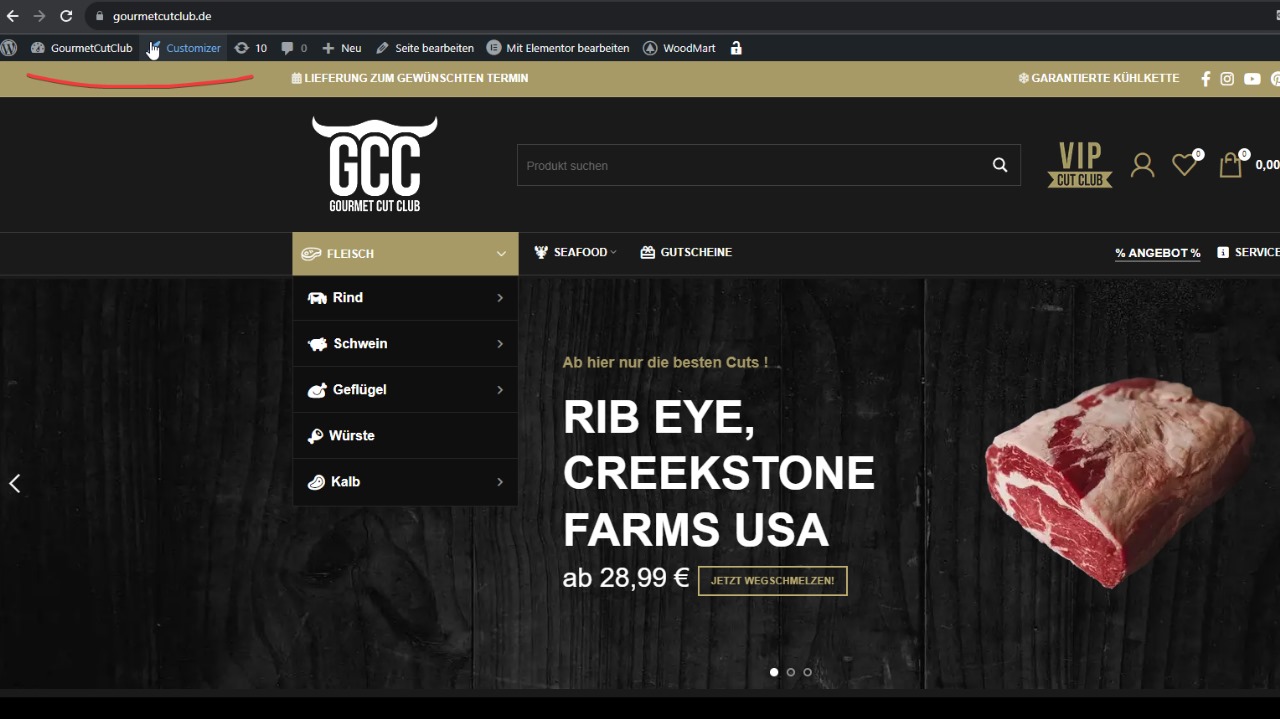 gourmetcutclub.de
GourmetCutClub Customizer 10 0 Neu Seite bearbeiten Mit Elementor bearbeiten WoodMart
LIEFERUNG ZUM GEWÜNSCHTEN TERMIN GARANTIERTE KÜHLKETTE
GCC
GOURMET CUT CLUB
Produkt suchen
VIP
CUT CLUB
0
0
0,00
FLEISCH SEAFOOD GUTSCHEINE % ANGEBOT % SERVICE
Rind
Schwein
Geflügel
Würste
Kalb
Ab hier nur die besten Cuts !
RIB EYE,
CREEKSTONE
FARMS USA
ab 28,99 € JETZT WEGSCHMELZEN!